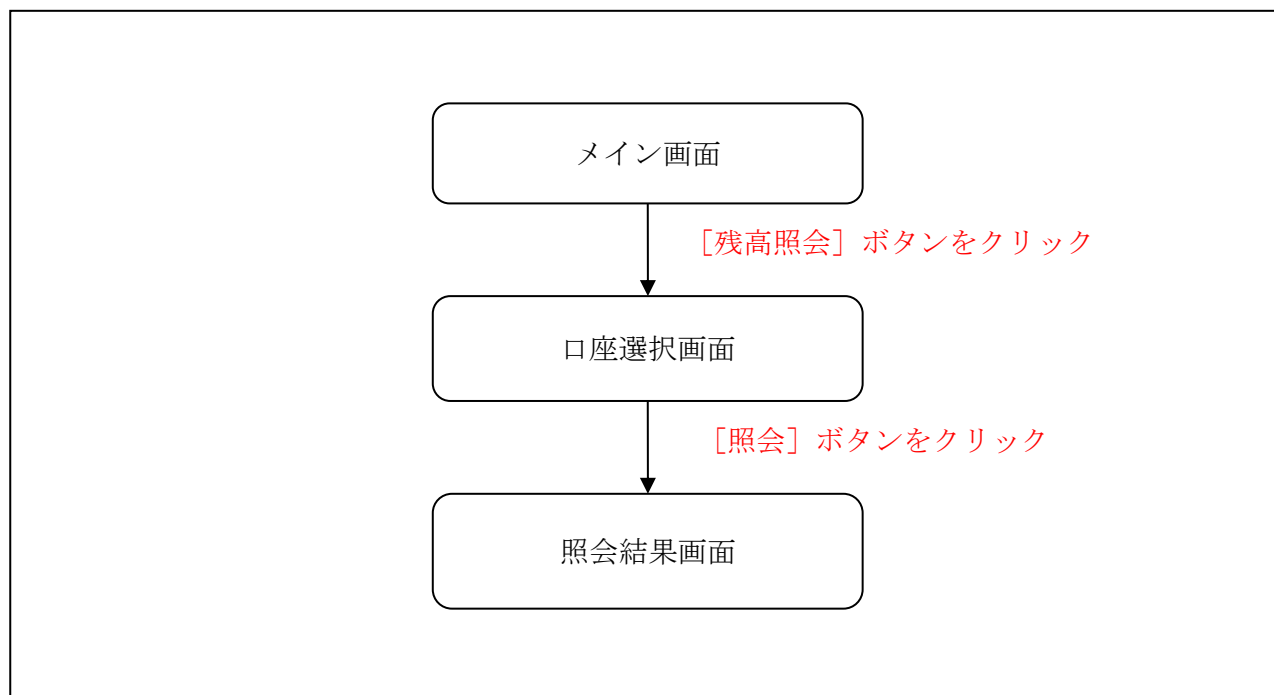 メイン画面
［残高照会］ボタンをクリック
口座選択画面
［照会］ボタンをクリック
照会結果画面